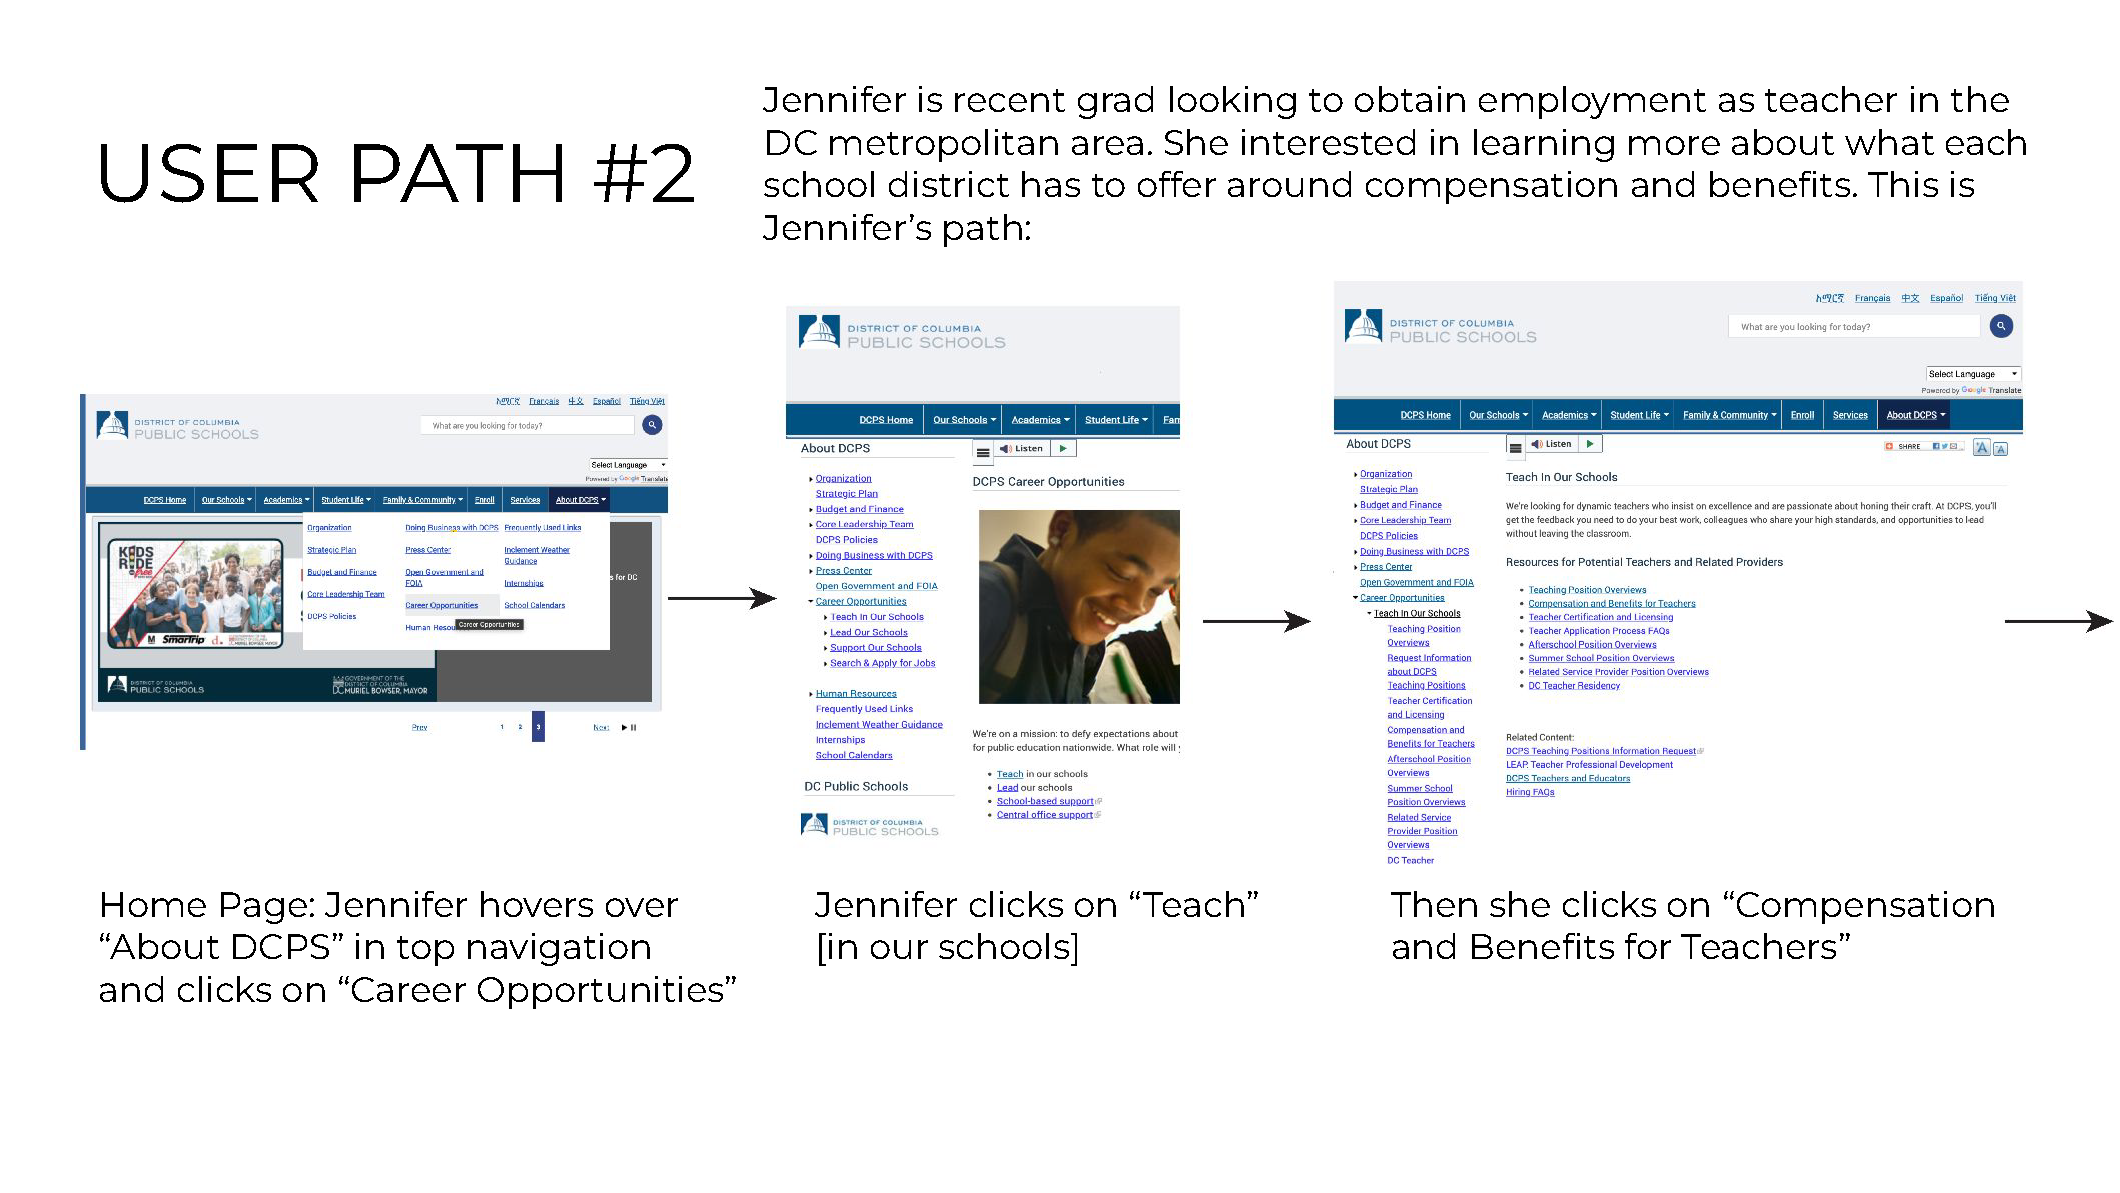 USER PATH #2
Jennifer is recent grad looking to obtain employment as teacher in the
DC metropolitan area. She interested in learning more about what each
school district has to offer around compensation and benefits. This is
Jennifer’s path:
አማርኛ Français 中文 Español Tiếng Việt
DISTRICT OF COLUMBIA
PUBLIC SCHOOLS
What are you looking for today?
Select Language
Powered by Google Translate
DCPS Home Our Schools Academics Student Life Family & Community Enroll Services About DCPS
Organization Doing Business with DCPS Frequently Used Links
Strategic Plan Press Center Inclement Weather
Guidance
Budget and Finance Open Government and
FOIA Internships
Core Leadership Team Career Opportunities School Calendars
DCPS Policies Human Resou
Career Opportunities
s for DC
KIDS
RIDE
free
SmarTrip d.
DISTRICT OF COLUMBIA
PUBLIC SCHOOLS
GOVERNMENT OF THE
DISTRICT OF COLUMBIA
DC MURIEL BOWSER, MAYOR
Prev 1 2 3 Next
Home Page: Jennifer hovers over
“About DCPS” in top navigation
and clicks on “Career Opportunities”
DISTRICT OF COLUMBIA
PUBLIC SCHOOLS
DCPS Home Our Schools Academics Student Life Fam
About DCPS
Organization
Strategic Plan
Budget and Finance
Core Leadership Team
DCPS Policies
Doing Business with DCPS
Press Center
Open Government and FOIA
Career Opportunities
Teach In Our Schools
Lead Our Schools
Support Our Schools
Search & Apply for Jobs
Human Resources
Frequently Used Links
Inclement Weather Guidance
Internships
School Calendars
DC Public Schools
DISTRICT OF COLUMBIA
PUBLIC SCHOOLS
Listen
DCPS Career Opportunities
We're on a mission: to defy expectations about
for public education nationwide. What role will
Teach in our schools
Lead our schools
School-based support
Central office support
Jennifer clicks on “Teach”
[in our schools]
አማርኛ Français 中文 Español Tiếng Việt
DISTRICT OF COLUMBIA
PUBLIC SCHOOLS
What are you looking for today?
Select Language
Powered by Google Translate
DCPS Home Our Schools Academics Student Life Family & Community Enroll Services About DCPS
About DCPS
Organization
Strategic Plan
Budget and Finance
Core Leadership Team
DCPS Policies
Doing Business with DCPS
Press Center
Open Government and FOIA
Career Opportunities
Teach In Our Schools
Teaching Position
Overviews
Request Information
about DCPS
Teaching Positions
Teacher Certification
and Licensing
Compensation and
Benefits for Teachers
Afterschool Position
Overviews
Summer School
Position Overviews
Related Service
Provider Position
Overviews
DC Teacher
Listen
SHARE
A A
Teach In Our Schools
We're looking for dynamic teachers who insist on excellence and are passionate about honing their craft. At DCPS, you'll
get the feedback you need to do your best work, colleagues who share your high standards, and opportunities to lead
without leaving the classroom.
Resources for Potential Teachers and Related Providers
Teaching Position Overviews
Compensation and Benefits for Teachers
Teacher Certification and Licensing
Teacher Application Process FAQs
Afterschool Position Overviews
Summer School Position Overviews
Related Service Provider Position Overviews
DC Teacher Residency
Related Content:
DCPS Teaching Positions Information Request
LEAP. Teacher Professional Development
DCPS Teachers and Educators
Hiring FAQs
Then she clicks on “Compensation
and Benefits for Teachers”